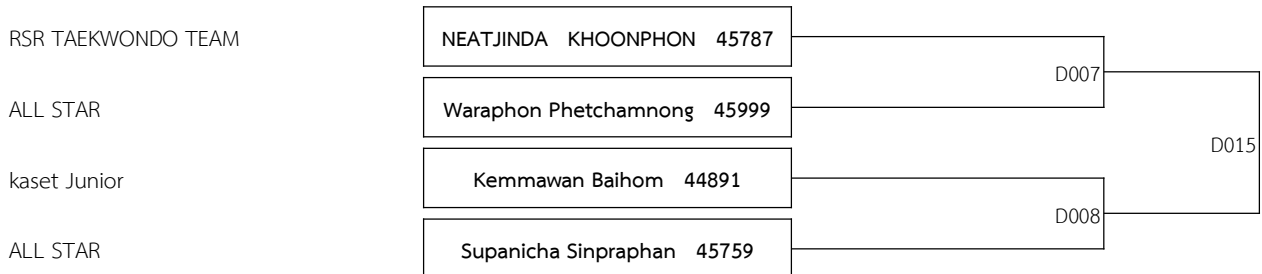 RSR TAEKWONDO TEAM NEATJINDA KHOONPHON 45787
D007
ALL STAR Waraphon Phetchamnong 45999
D015
kaset Junior Kemmawan Baihom 44891
D008
ALL STAR Supanicha Sinpraphan 45759